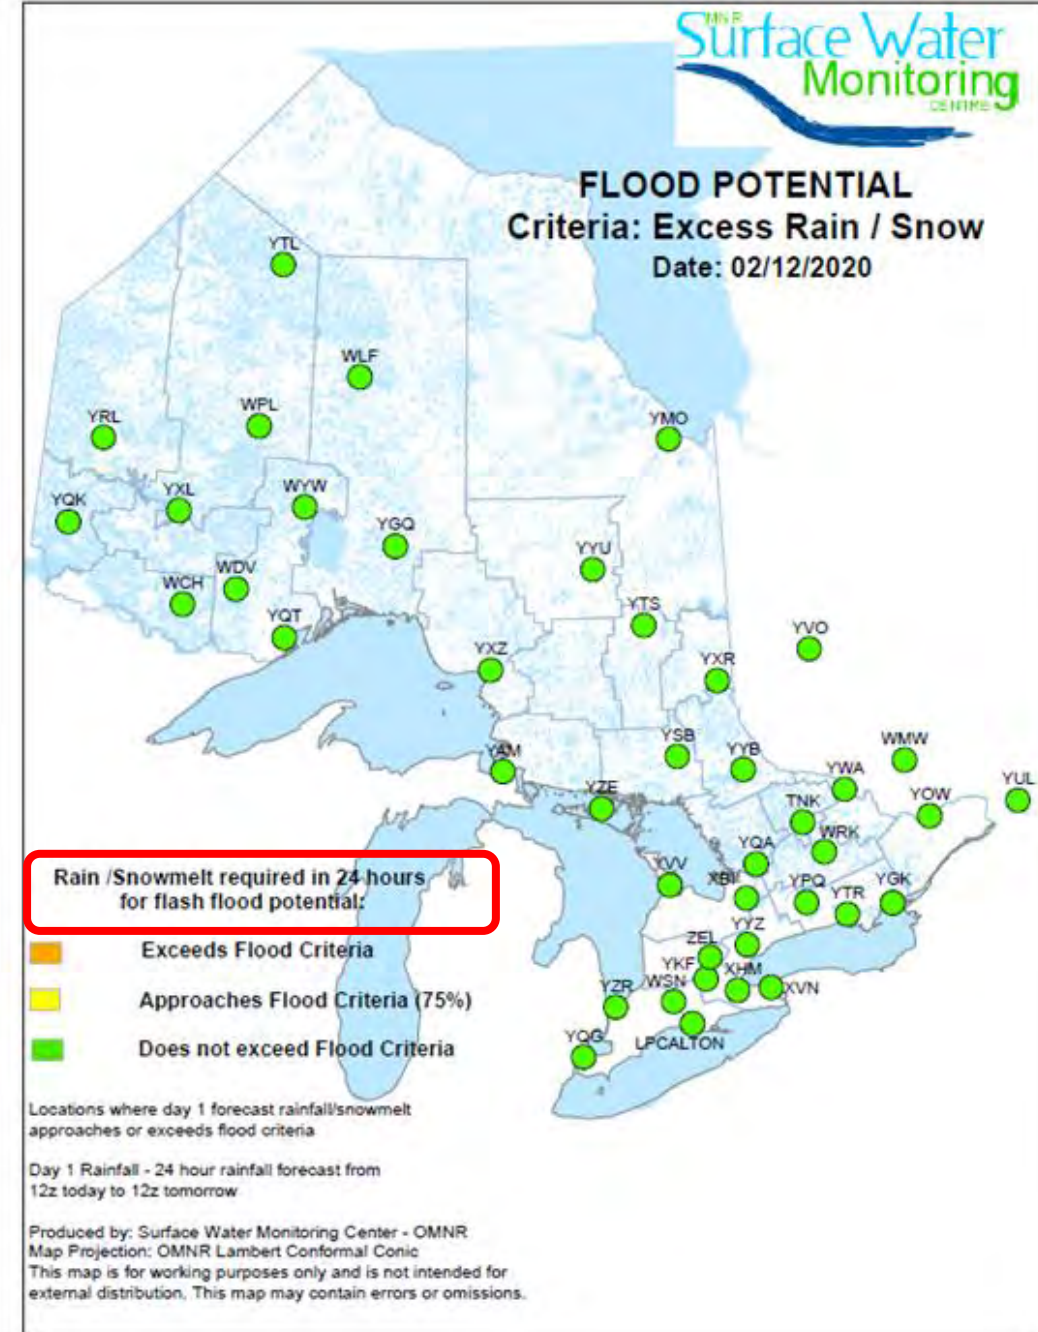 OMNR
Surface Water
Monitoring
CENTRE
FLOOD POTENTIAL
Criteria: Excess Rain / Snow
Date: 02/12/2020
YTL
WLF
WPL
YRL
YMO
YXL
WYW
YQK
YGQ
YYU
WDV
WCH
YTS
YQT
YVO
YXZ
YXR
YSB
WMW
YAM
YYB
YWA
YUL
YZE
TNK
YOW
WRK
YQA
YVV
YPQ
YGK
YTR
YYZ
ZEL
YKF
XHM
WSN
YZR
XVN
YQG
LPCALTON
Rain /Snowmelt required in 24 hours
for flash flood potential:
Exceeds Flood Criteria
Approaches Flood Criteria (75%)
Does not exceed Flood Criteria
Locations where day 1 forecast rainfall/snowmelt
approaches or exceeds flood criteria
Day 1 Rainfall - 24 hour rainfall forecast from
12z today to 12z tomorrow
Produced by: Surface Water Monitoring Center - OMNR
Map Projection: OMNR Lambert Conformal Conic
This map is for working purposes only and is not intended for
external distribution. This map may contain errors or omissions.